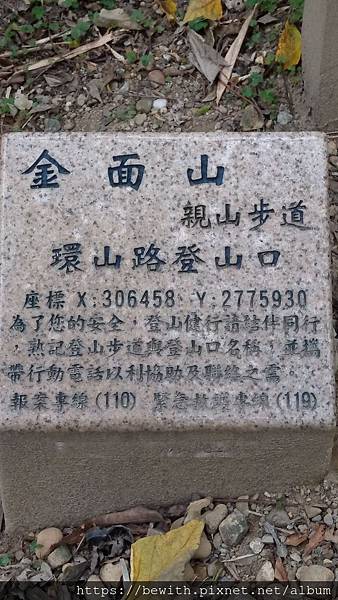 金面山
親山步道
環山路登山口
座標 X:306458 Y:2775930
為了您的安全，登山健行請結伴同行
，熟記登山步道與登山口名稱，並攜
帶行動電話以利協助及聯絡之需。
報案專線(110) 緊急救護專線(119)
https://bewith.pixnet.net/blog